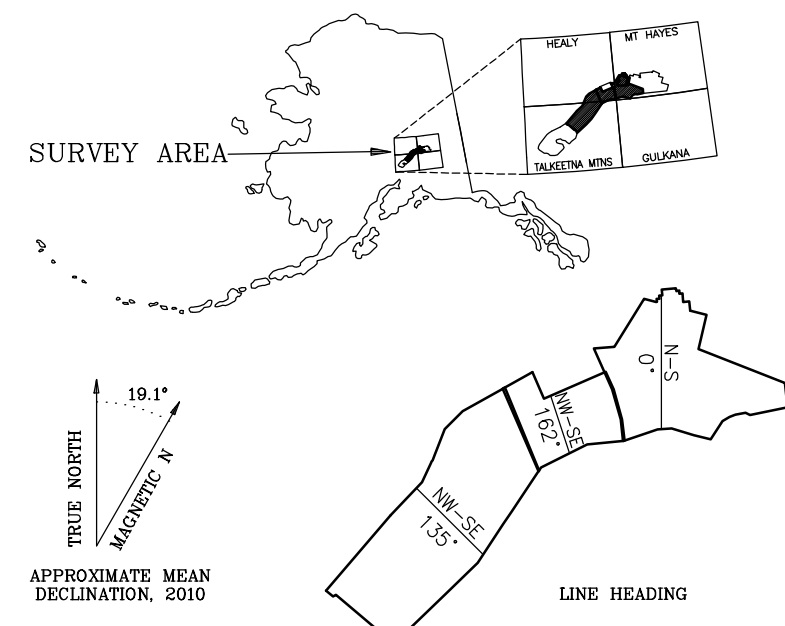 HEALY
MT HAYES
TALKEETNA MTNS
GULKANA
SURVEY AREA
19.1°
TRUE NORTH
MAGNETIC N
APPROXIMATE MEAN
DECLINATION, 2010
N-S
0°
NW-SE
162°
NW-SE
135°
LINE HEADING